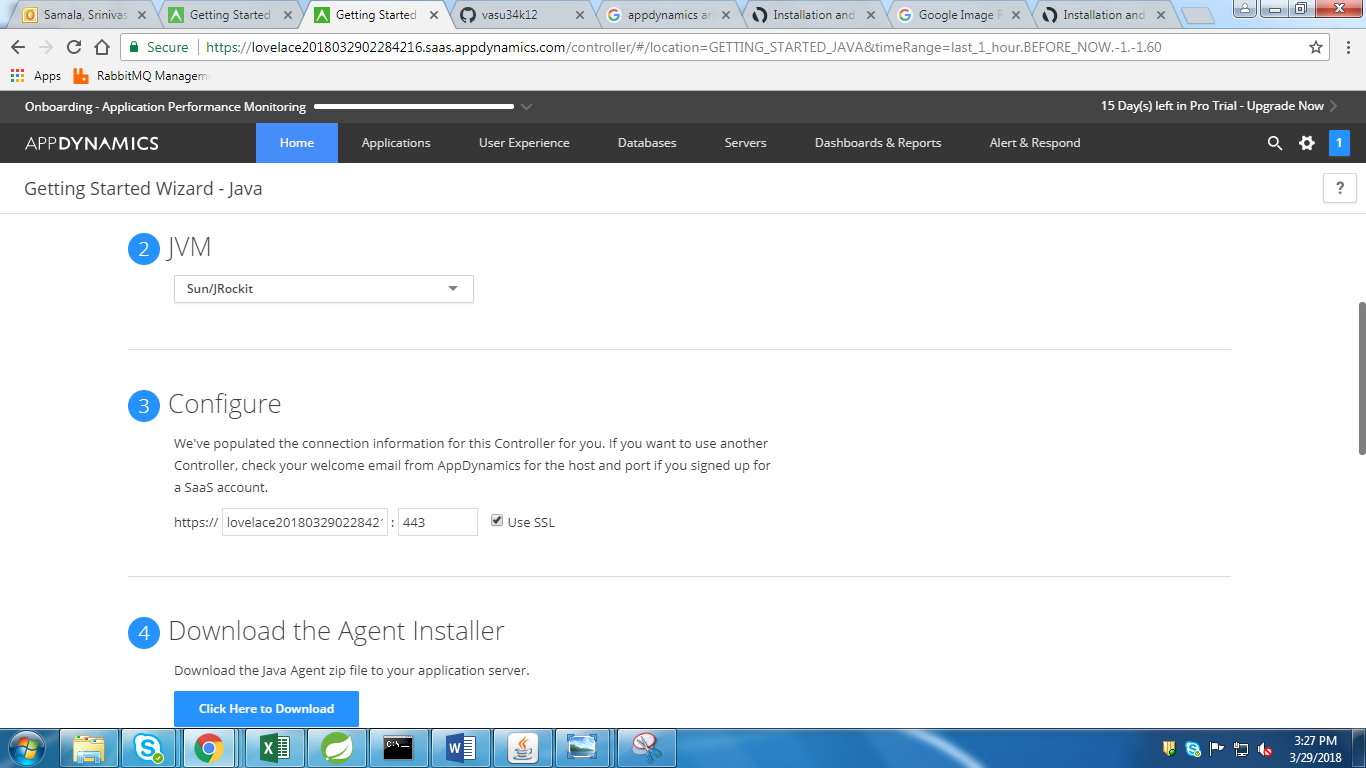 Samala, Srinivas
Getting Started
Getting Started
vasu34k12
appdynamics an
Installation and
Google Image R
Installation and
Secure
https://lovelace2018032902284216.saas.appdynamics.com/controller/#/location=GETTING_STARTED_JAVA&timeRange=last_1_hour.BEFORE_NOW.-1.-1.60
Apps RabbitMQ Managem
Onboarding - Application Performance Monitoring
15 Day(s) left in Pro Trial - Upgrade Now
APPDYNAMICS
Home Applications User Experience Databases Servers Dashboards & Reports Alert & Respond
1
Getting Started Wizard - Java
?
2 JVM
Sun/JRockit
3 Configure
We've populated the connection information for this Controller for you. If you want to use another
Controller, check your welcome email from AppDynamics for the host and port if you signed up for
a SaaS account.
https:// lovelace201803290228421 : 443 Use SSL
4 Download the Agent Installer
Download the Java Agent zip file to your application server.
Click Here to Download
3:27 PM
3/29/2018